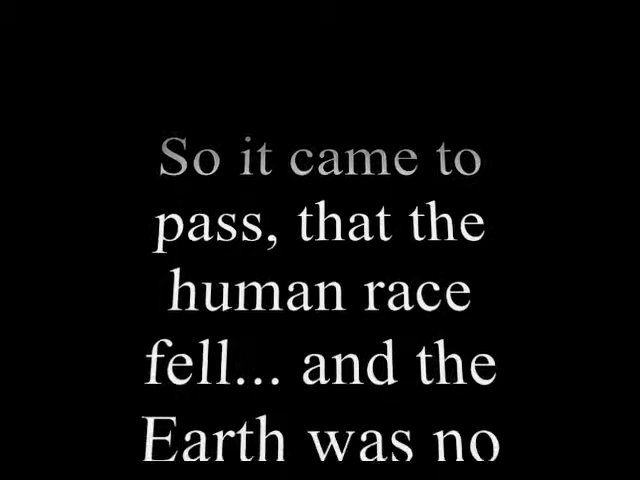 So it came to
pass, that the
human race
fell... and the
Earth was no